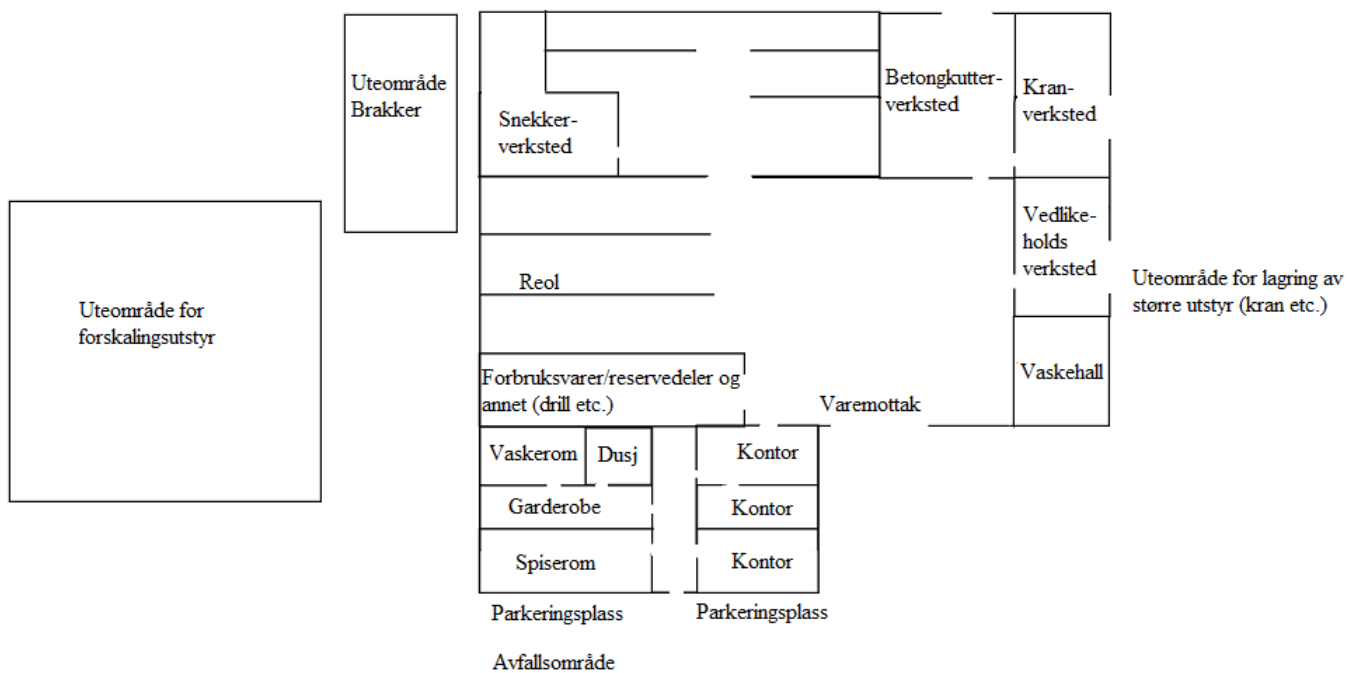 Uteområde
Brakker
Snekker-
verksted
Betongkutter-
verksted
Kran-
verksted
Vedlike-
holds
verksted
Uteområde for lagring av
større utstyr (kran etc.)
Reol
Uteområde for
forskalingsutstyr
Vaskehall
Forbruksvarer/reservedeler og
annet (drill etc.)
Varemottak
Vaskerom
Dusj
Kontor
Garderobe
Kontor
Spiserom
Kontor
Parkeringsplass
Parkeringsplass
Avfallsområde